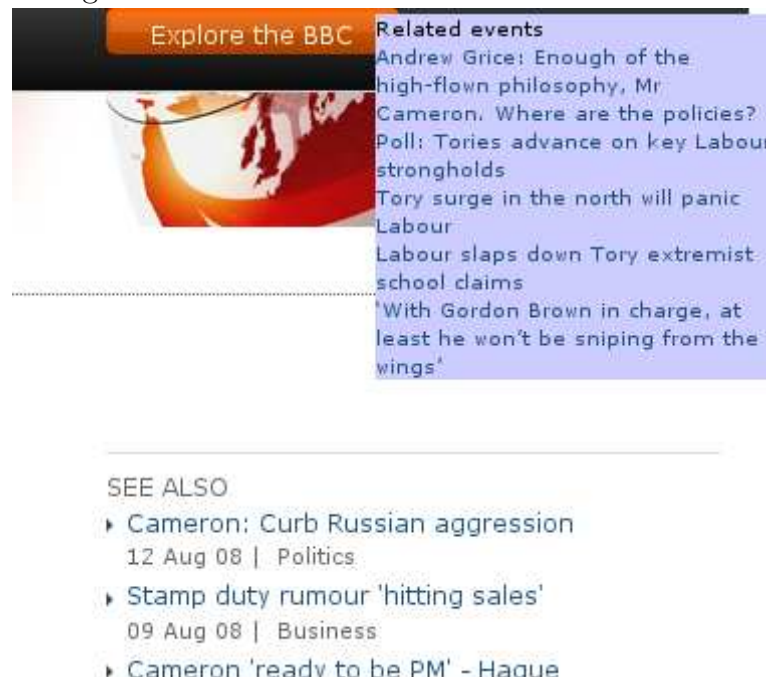 Explore the BBC
Related events
Andrew Grice: Enough of the
high-flown philosophy, Mr
Cameron. Where are the policies?
Poll: Tories advance on key Labour
strongholds
Tory surge in the north will panic
Labour
Labour slaps down Tory extremist
school claims
'With Gordon Brown in charge, at
least he won't be sniping from the
wings'
SEE ALSO
Cameron: Curb Russian aggression
12 Aug 08 | Politics
Stamp duty rumour 'hitting sales'
09 Aug 08 | Business
Cameron 'ready to be PM' - Hague